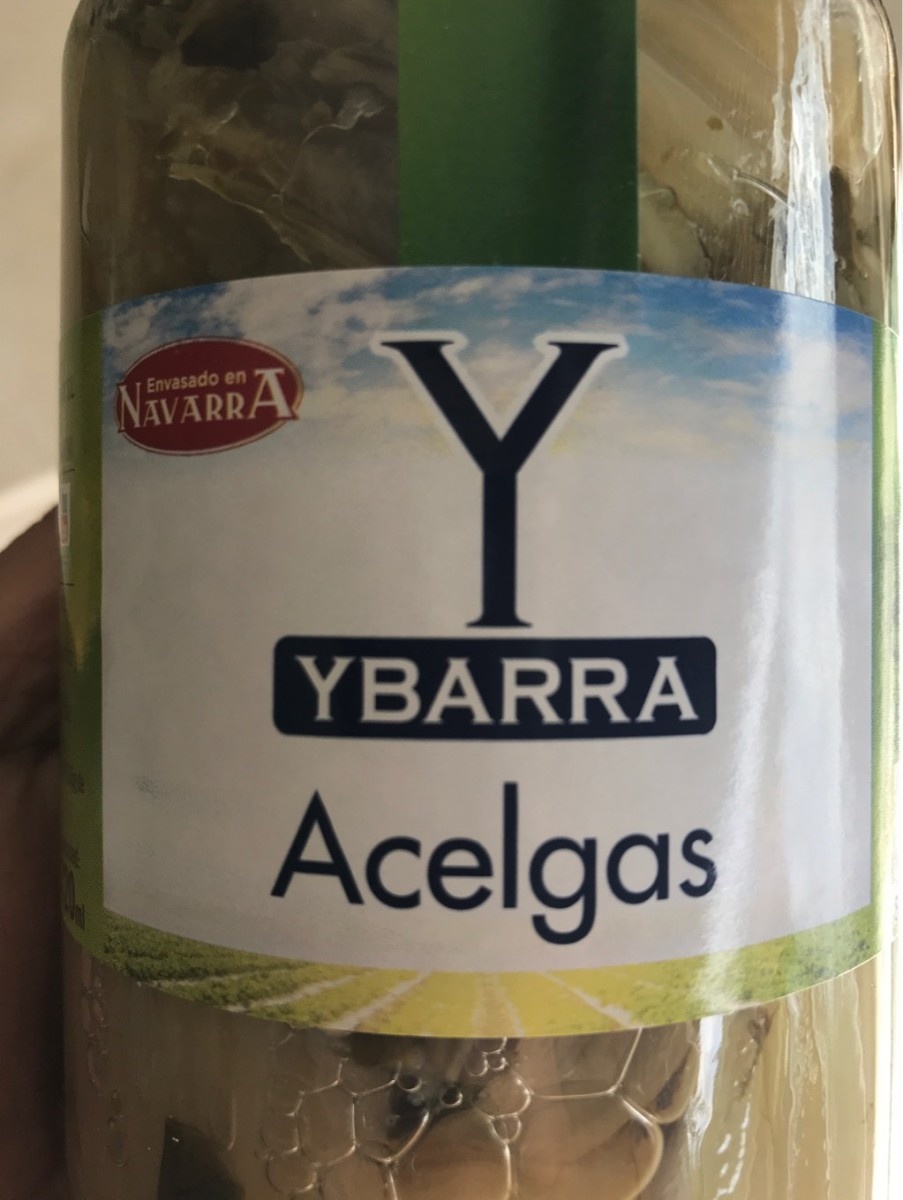 Envasado en
NAVARRA
Y
YBARRA
Acelgas